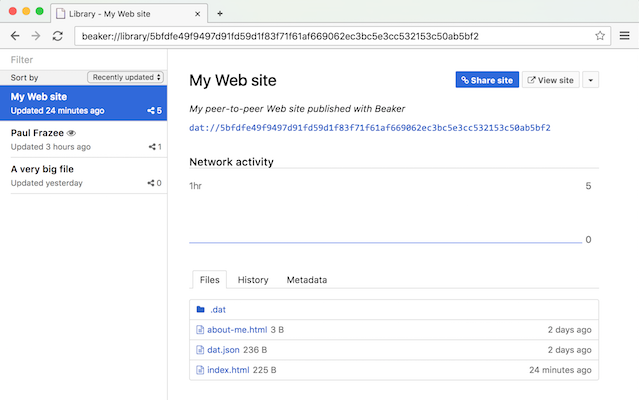 Library - My Web site
beaker://library/5bfdfe49f9497d91fd59d1f83f71f61af669062ec3bc5e3cc532153c50ab5bf2
Filter
Sort by Recently updated
My Web site
Updated 24 minutes ago 5
Paul Frazee
Updated 3 hours ago 1
A very big file
Updated yesterday 0
My Web site Share site View site
My peer-to-peer Web site published with Beaker
dat://5bfdfe49f9497d91fd59d1f83f71f61af669062ec3bc5e3cc532153c50ab5bf2
Network activity
1hr 5
0
Files History Metadata
.dat
about-me.html 3 B 2 days ago
dat.json 236 B 2 days ago
index.html 225 B 24 minutes ago